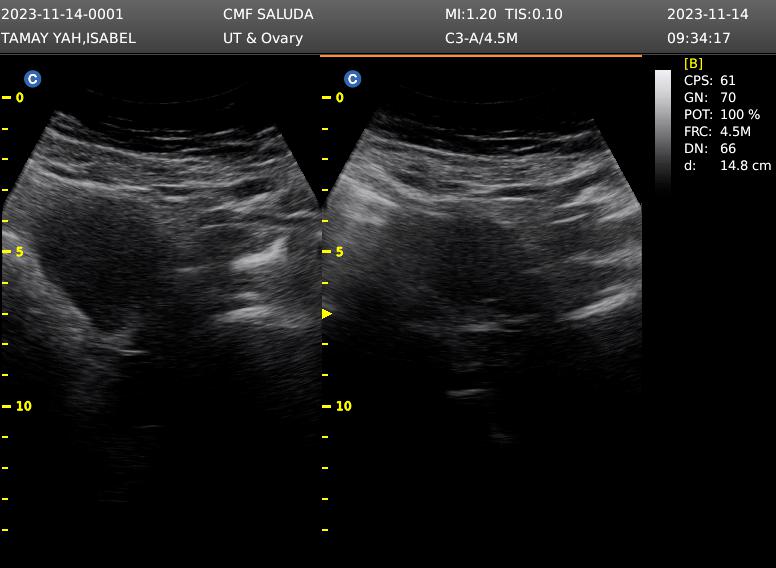 2023-11-14-0001 CMF SALUDA MI:1.20 TIS:0.10 2023-11-14
TAMAY YAH,ISABEL UT & Ovary C3-A/4.5M 09:34:17
[B]
CPS: 61
GN: 70
POT: 100 %
FRC: 4.5M
DN: 66
d: 14.8 cm
C
0
5
10
C
0
5
10